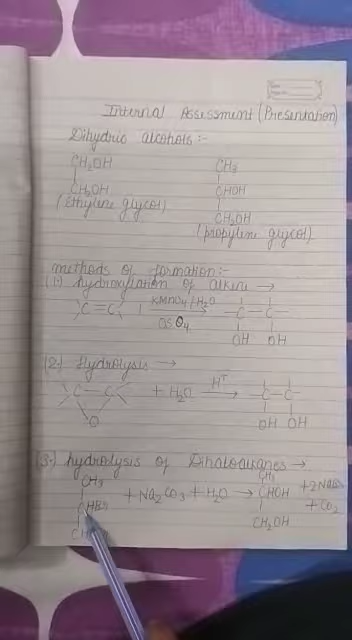 Internal Assessment (Presentation)
Dihydric alcohols :-
CH2OH
CH2OH
(ethylene glycol)
CH3
CHOH
CH2OH
(propylene glycol)
methods of formation:-
(1) hydroxylation of alkene →
C=C + KMnO4/H2O OsO4 → -C-C-
OH OH
(2.) Hydrolysis →
C-C + H2O H+ → -C-C-
O OH OH
(3.) hydrolysis of Dihaloalkanes →
CH3 CH3
CHBr + Na2CO3 + H2O → CHOH + 2NaBr
+ CO2
CH2OH